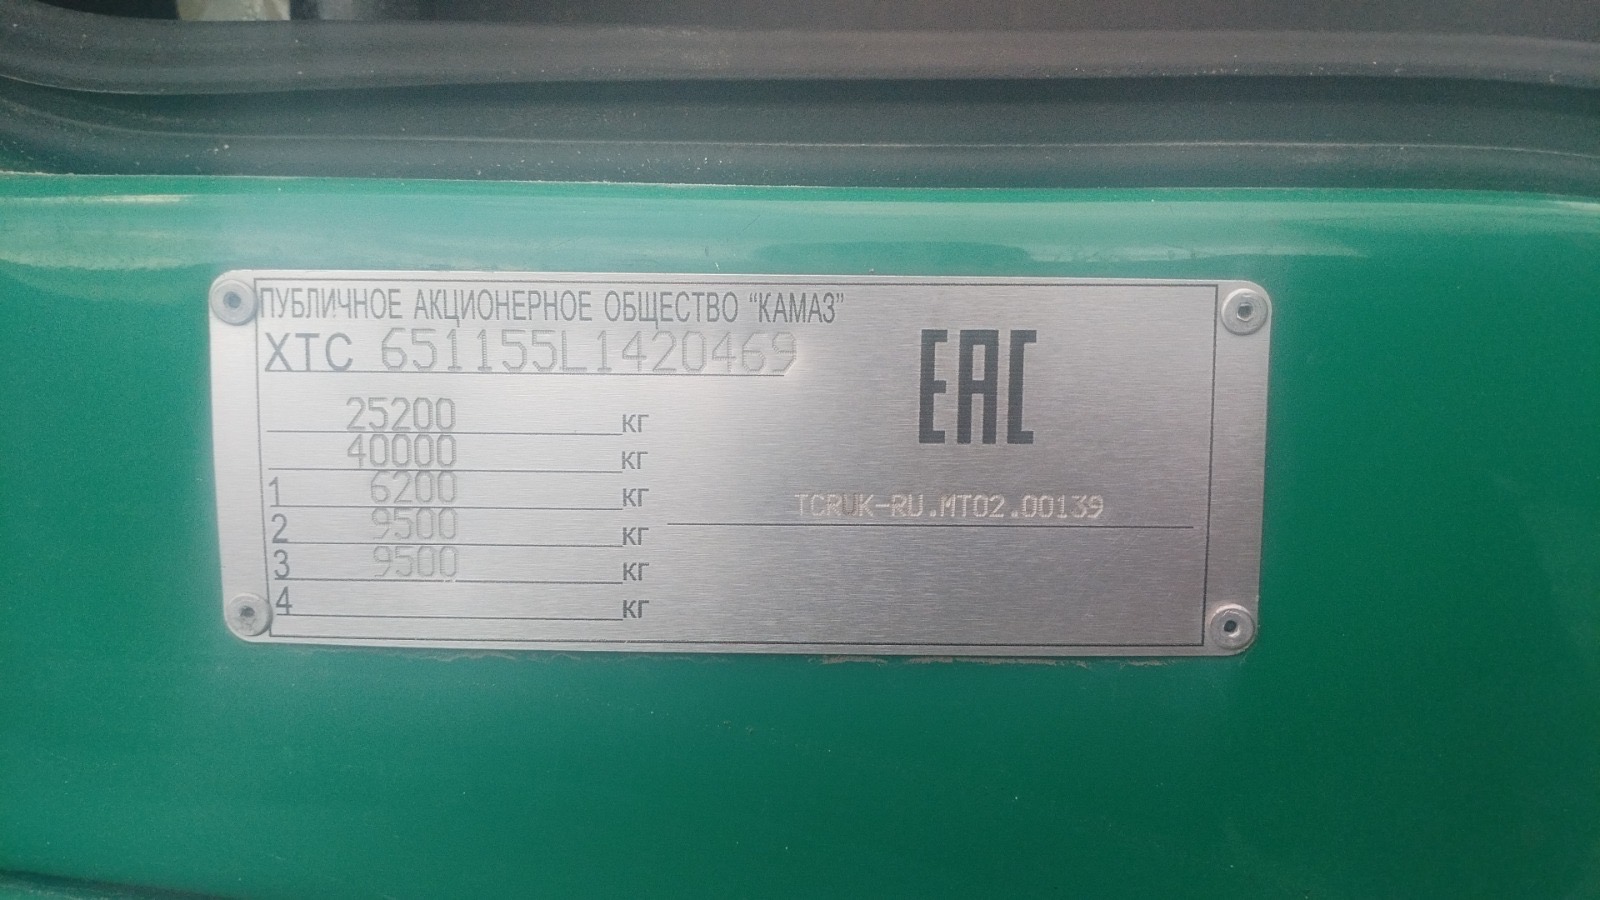 ПУБЛИЧНОЕ АКЦИОНЕРНОЕ ОБЩЕСТВО "КАМАЗ"
XTC 651155L1420469
25200 кг
40000 кг
1 6200 кг
2 9500 кг
3 9500 кг
4 кг
EAC
TCRUK-RU.MT02.00139